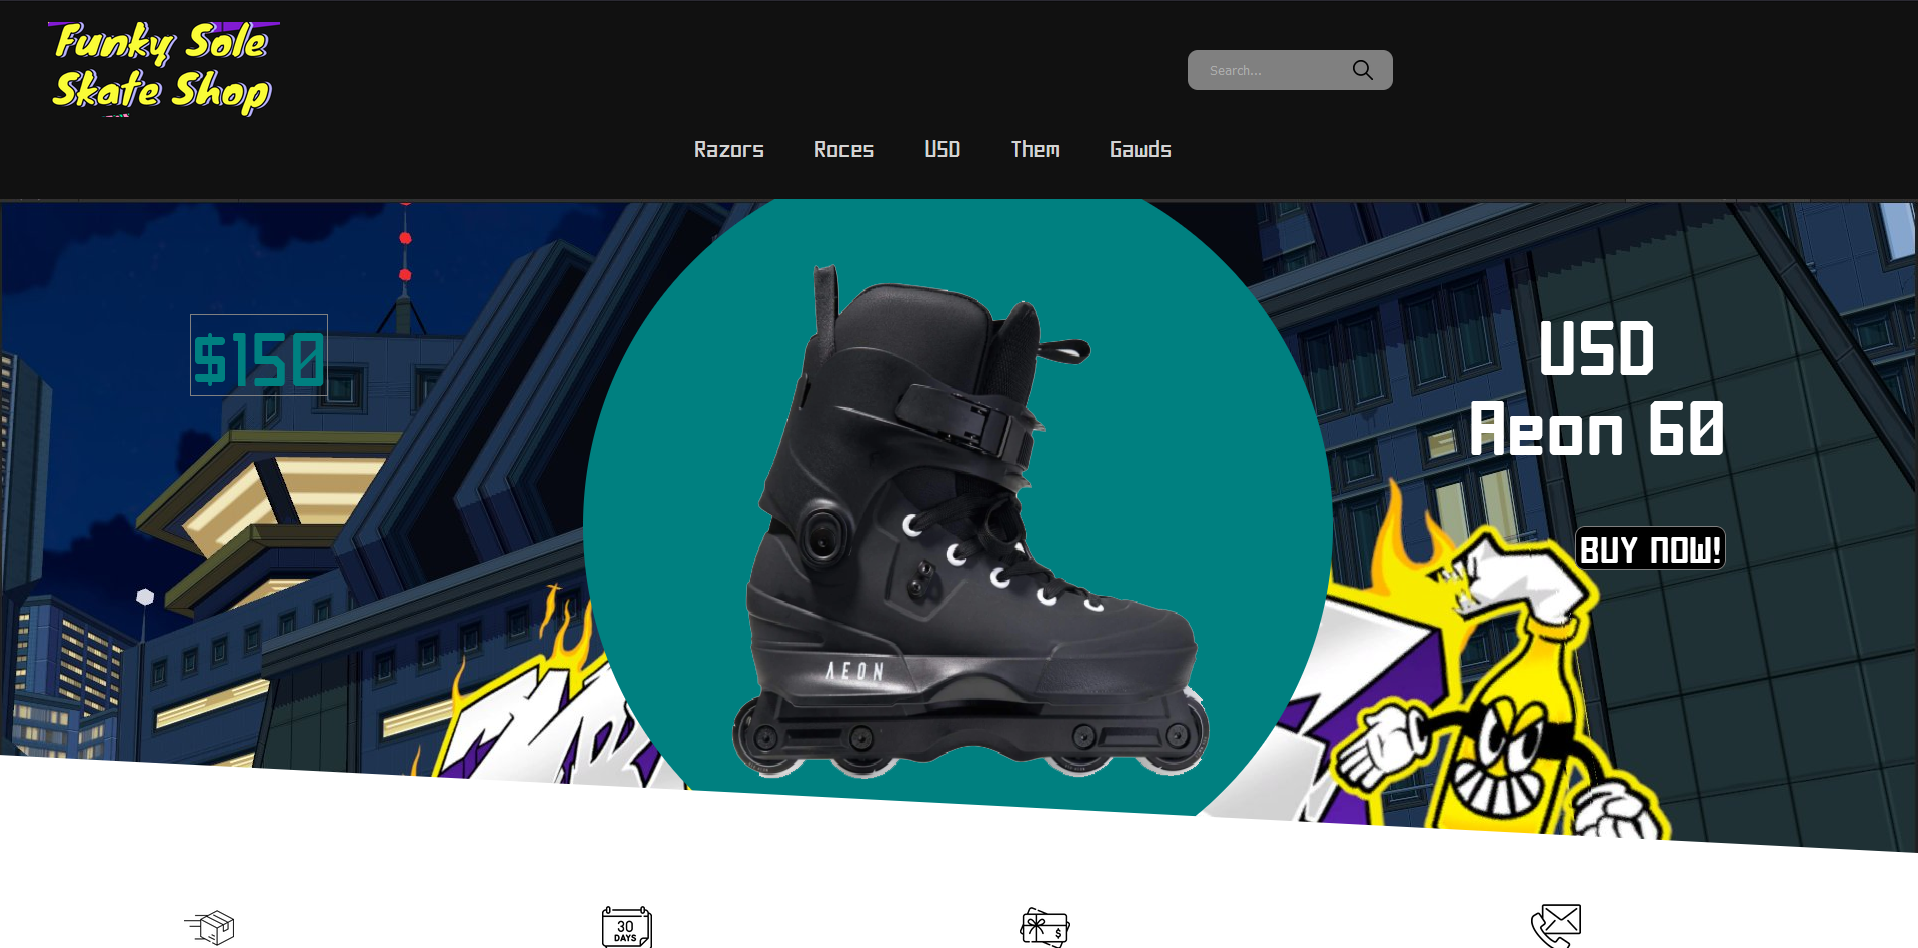 Funky Sole
Skate Shop
Search...
Razors Roces USD Them Gawds
$150
USD
Aeon 60
BUY NOW!
AEON
30
DAYS
$